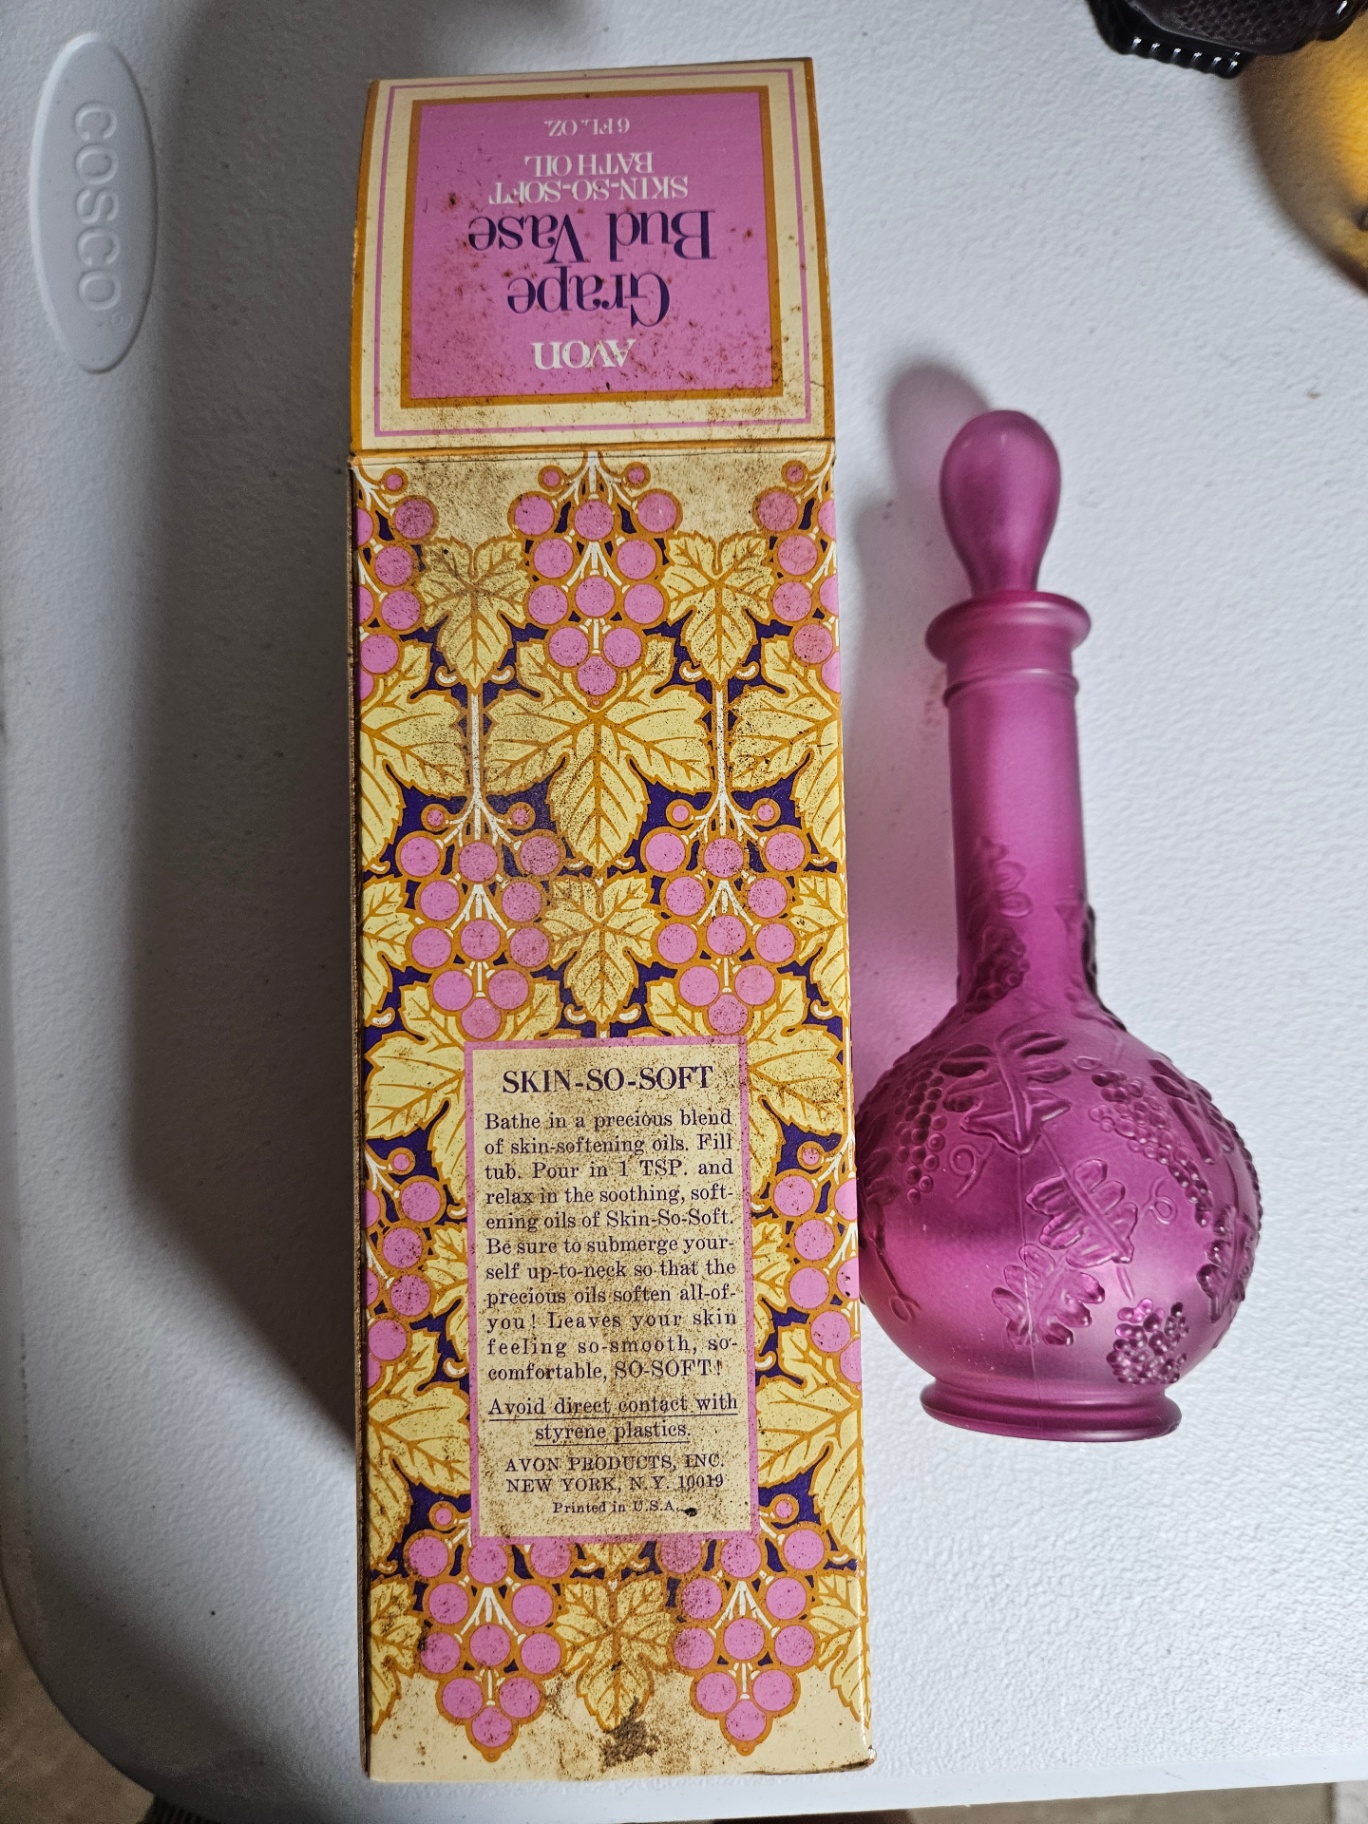 COSCO
AVON
Grape
Bud Vase
SKIN-SO-SOFT
BATH OIL
6 FL. OZ.
SKIN-SO-SOFT
Bathe in a precious blend
of skin-softening oils. Fill
tub. Pour in 1 TSP. and
relax in the soothing, soft-
ening oils of Skin-So-Soft.
Be sure to submerge your-
self up-to-neck so that the
precious oils soften all-of-
you! Leaves your skin
feeling so-smooth, so-
comfortable, SO-SOFT!
Avoid direct contact with
styrene plastics.
AVON PRODUCTS, INC.
NEW YORK, N.Y. 10019
Printed in U.S.A.